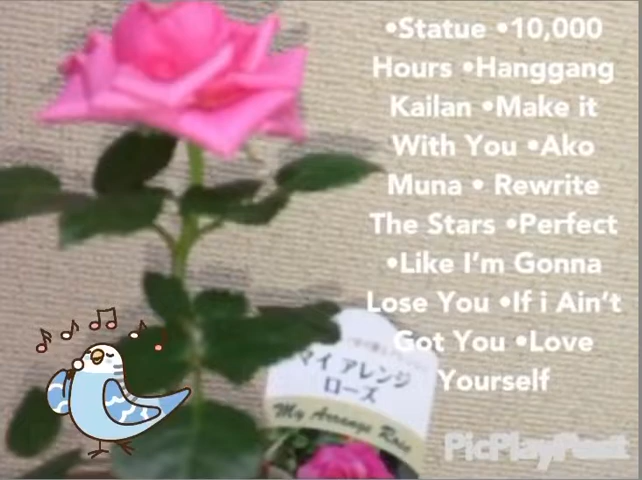 •Statue •10,000
Hours •Hanggang
Kailan •Make it
With You •Ako
Muna • Rewrite
The Stars •Perfect
•Like I'm Gonna
Lose You •If i Ain't
Got You •Love
Yourself
マイ アレンジ
ローズ
My Arrange Rose
PicPlayPost